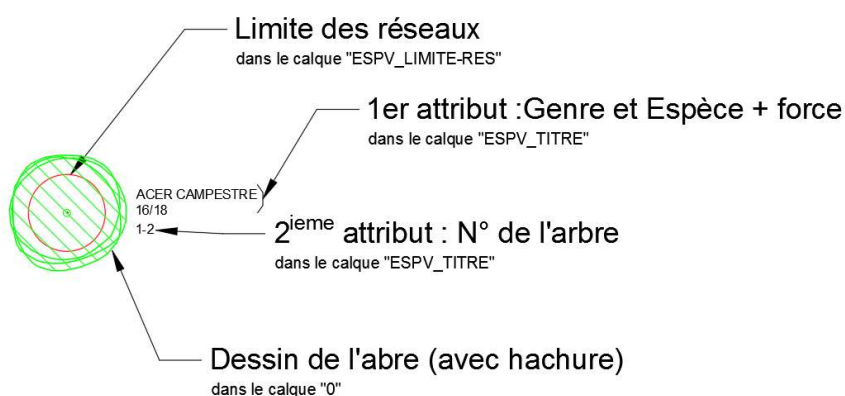 Limite des réseaux
dans le calque "ESPV_LIMITE-RES"
1er attribut :Genre et Espèce + force
dans le calque "ESPV_TITRE"
ACER CAMPESTRE
16/18
1-2
2ieme attribut : N° de l'arbre
dans le calque "ESPV_TITRE"
Dessin de l'abre (avec hachure)
dans le calque "0"